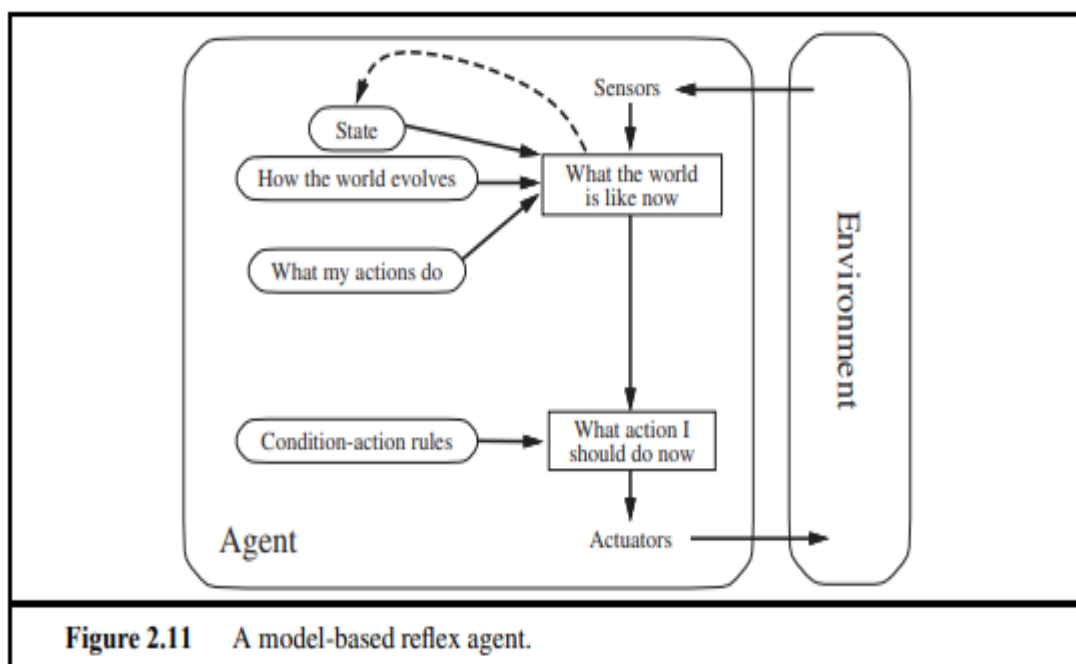 Sensors
State
How the world evolves
What the world
is like now
What my actions do
Environment
Condition-action rules
What action I
should do now
Agent
Actuators
Figure 2.11 A model-based reflex agent.